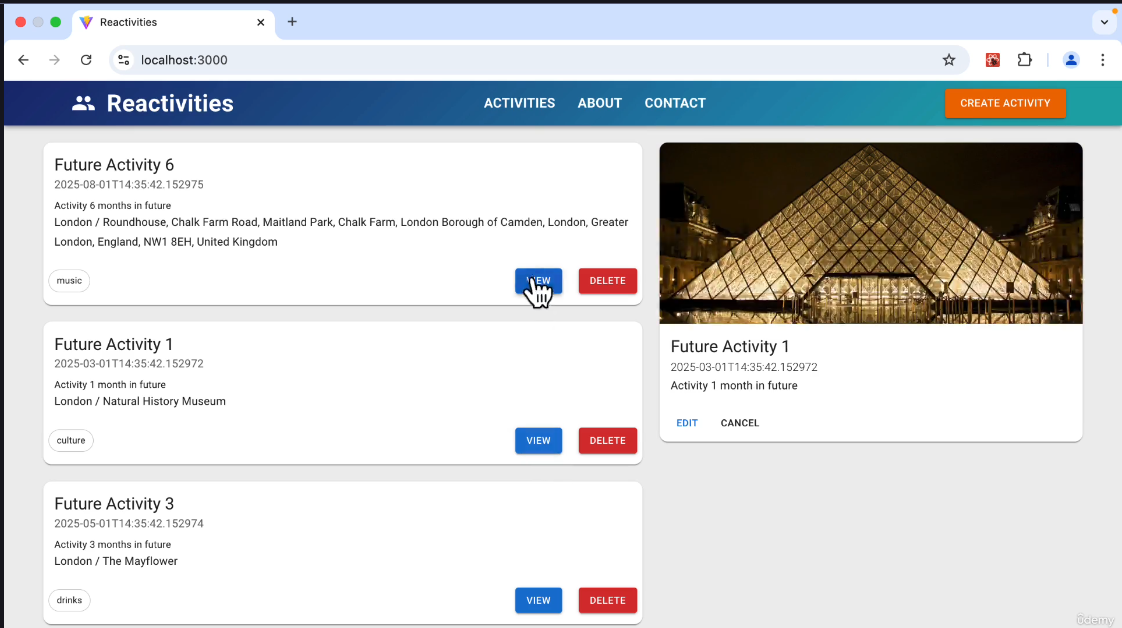 Reactivities
localhost:3000
Reactivities
ACTIVITIES ABOUT CONTACT
CREATE ACTIVITY
Future Activity 6
2025-08-01T14:35:42.152975
Activity 6 months in future
London / Roundhouse, Chalk Farm Road, Maitland Park, Chalk Farm, London Borough of Camden, London, Greater
London, England, NW1 8EH, United Kingdom
music
VIEW DELETE
Future Activity 1
2025-03-01T14:35:42.152972
Activity 1 month in future
London / Natural History Museum
culture
VIEW DELETE
Future Activity 3
2025-05-01T14:35:42.152974
Activity 3 months in future
London / The Mayflower
drinks
VIEW DELETE
Future Activity 1
2025-03-01T14:35:42.152972
Activity 1 month in future
EDIT CANCEL
0demy